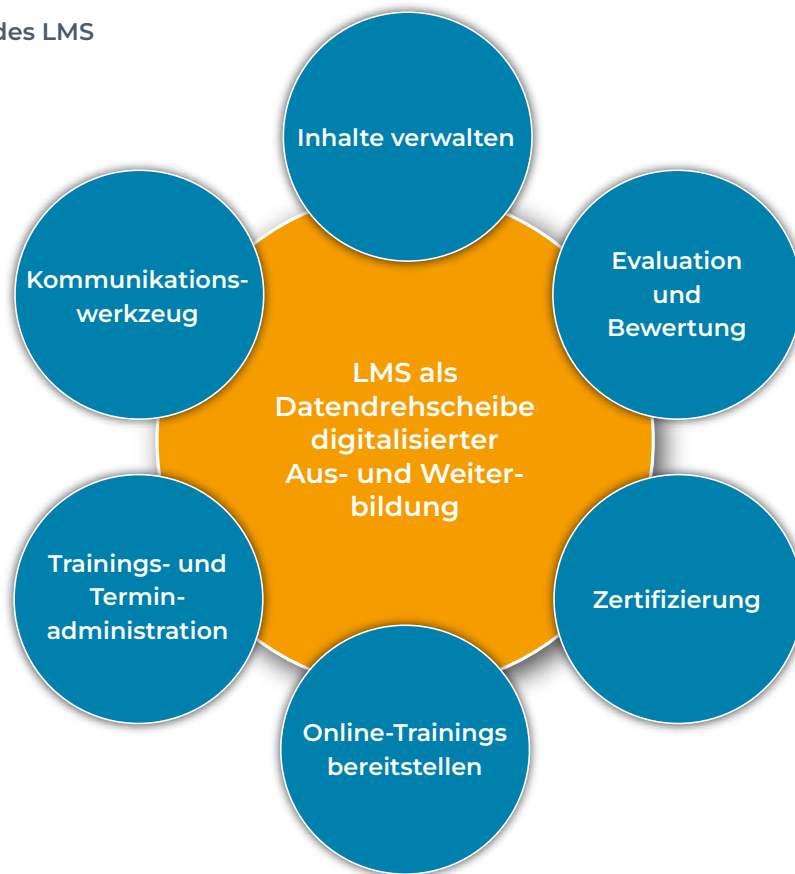 des LMS
Inhalte verwalten
Evaluation
und
Bewertung
Kommunikations-
werkzeug
LMS als
Datendrehscheibe
digitalisierter
Aus- und Weiter-
bildung
Trainings- und
Termin-
administration
Zertifizierung
Online-Trainings
bereitstellen